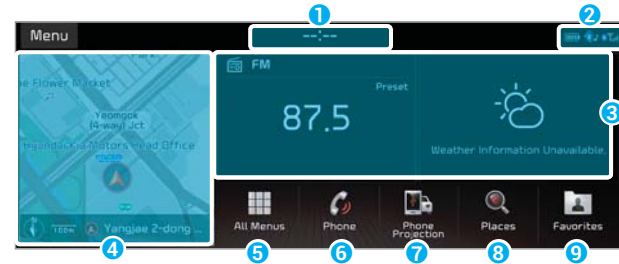 1
2
Menu
--:--
FM
Preset
87.5
3
e Flower Market
Yeomgok
(4-way) Jct
Hyundai·Kia Motors Head Office
Weather Information Unavailable.
100m
Yangjae 2-dong ...
All Menus
Phone
Phone
Projection
Places
Favorites
4
5
6
7
8
9